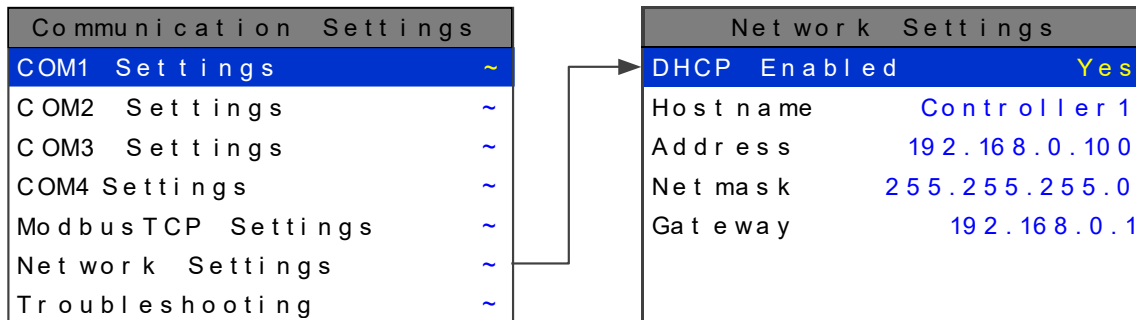 Communication Settings
COM1 Settings ~
COM2 Settings ~
COM3 Settings ~
COM4 Settings ~
ModbusTCP Settings ~
Network Settings ~
Troubleshooting ~
Network Settings
DHCP Enabled Yes
Hostname Controller1
Address 192.168.0.100
Netmask 255.255.255.0
Gateway 192.168.0.1